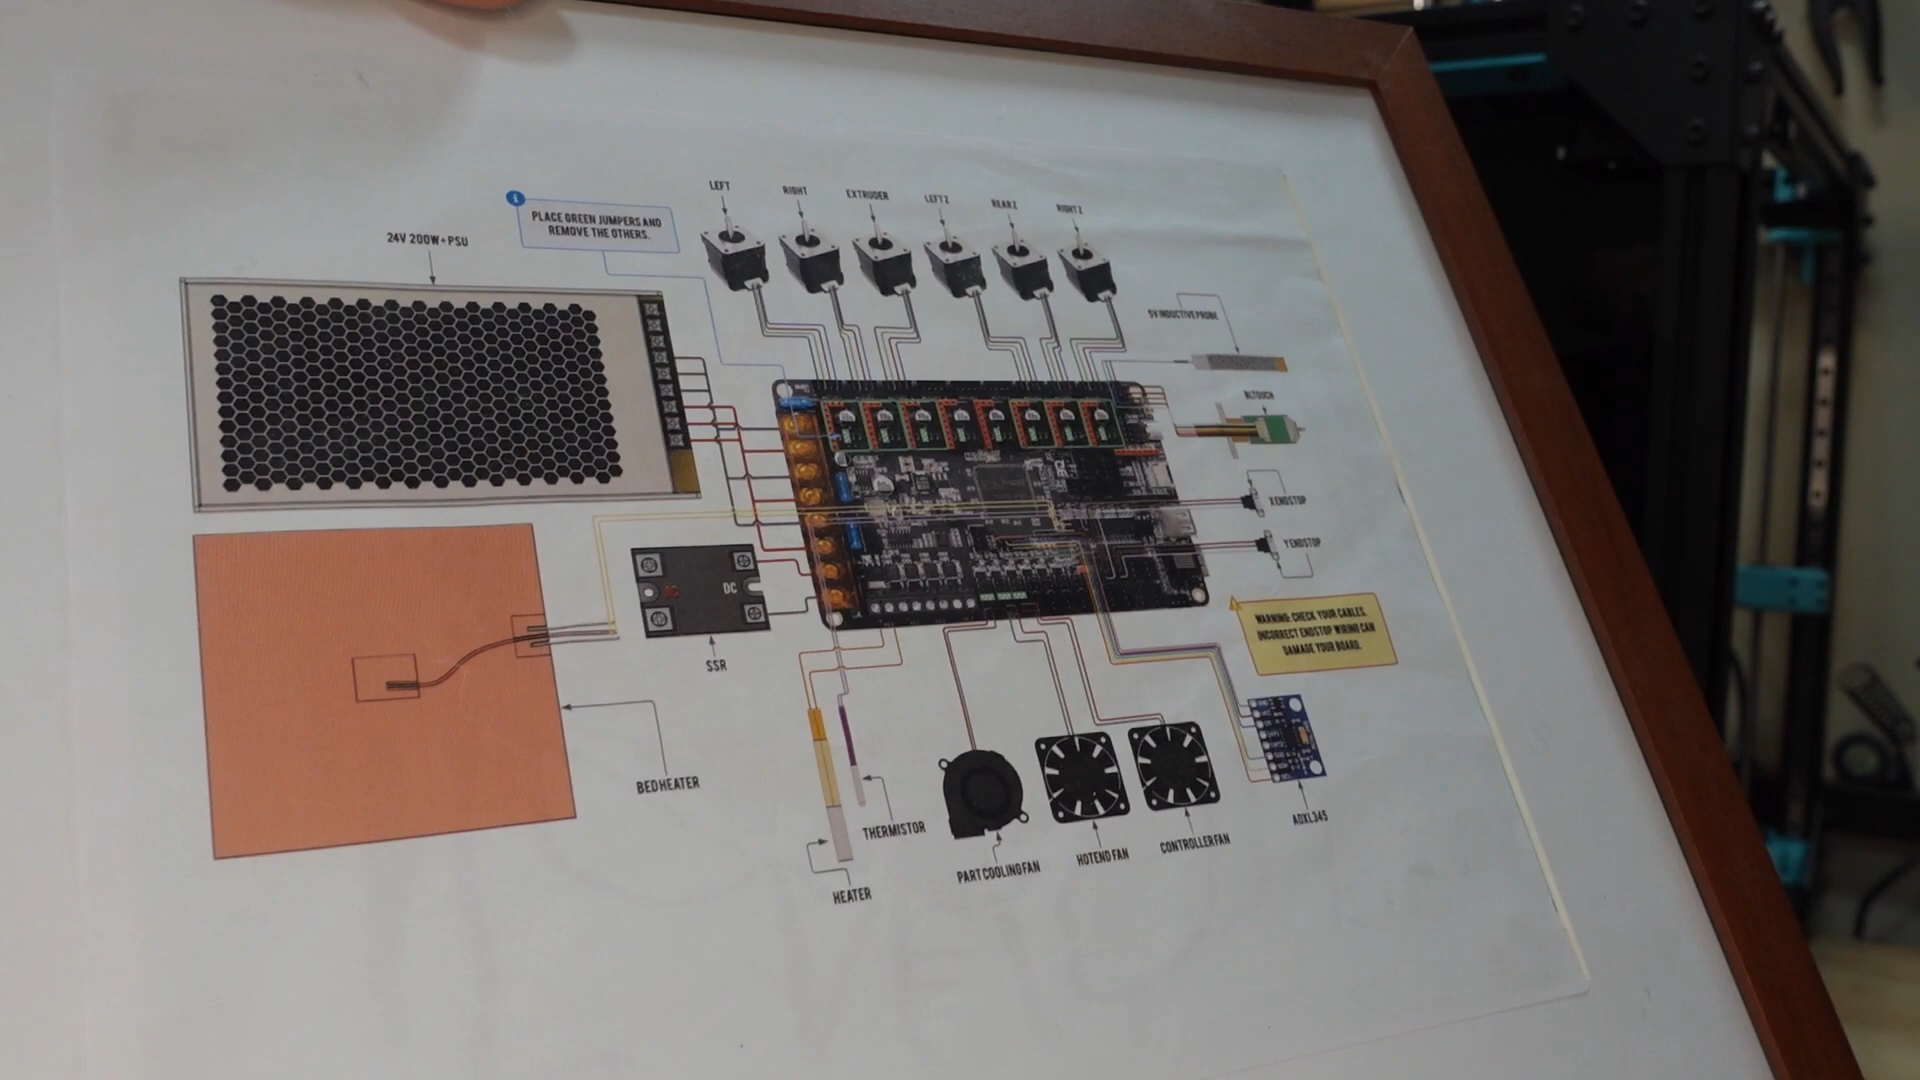 LEFT
RIGHT
EXTRUDER
LEFT Z
REAR Z
RIGHT Z
PLACE GREEN JUMPERS AND
REMOVE THE OTHERS.
24V 200W+ PSU
5V INDUCTIVE PROBE
BLTOUCH
X ENDSTOP
Y ENDSTOP
AC
DC
SSR
WARNING: CHECK YOUR CABLES.
INCORRECT ENDSTOP WIRING CAN
DAMAGE YOUR BOARD.
BED HEATER
THERMISTOR
HEATER
PART COOLING FAN
HOTEND FAN
CONTROLLER FAN
ADXL345